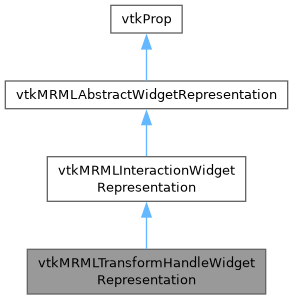 vtkProp
vtkMRMLAbstractWidgetRepresentation
vtkMRMLInteractionWidget
Representation
vtkMRMLTransformHandleWidget
Representation